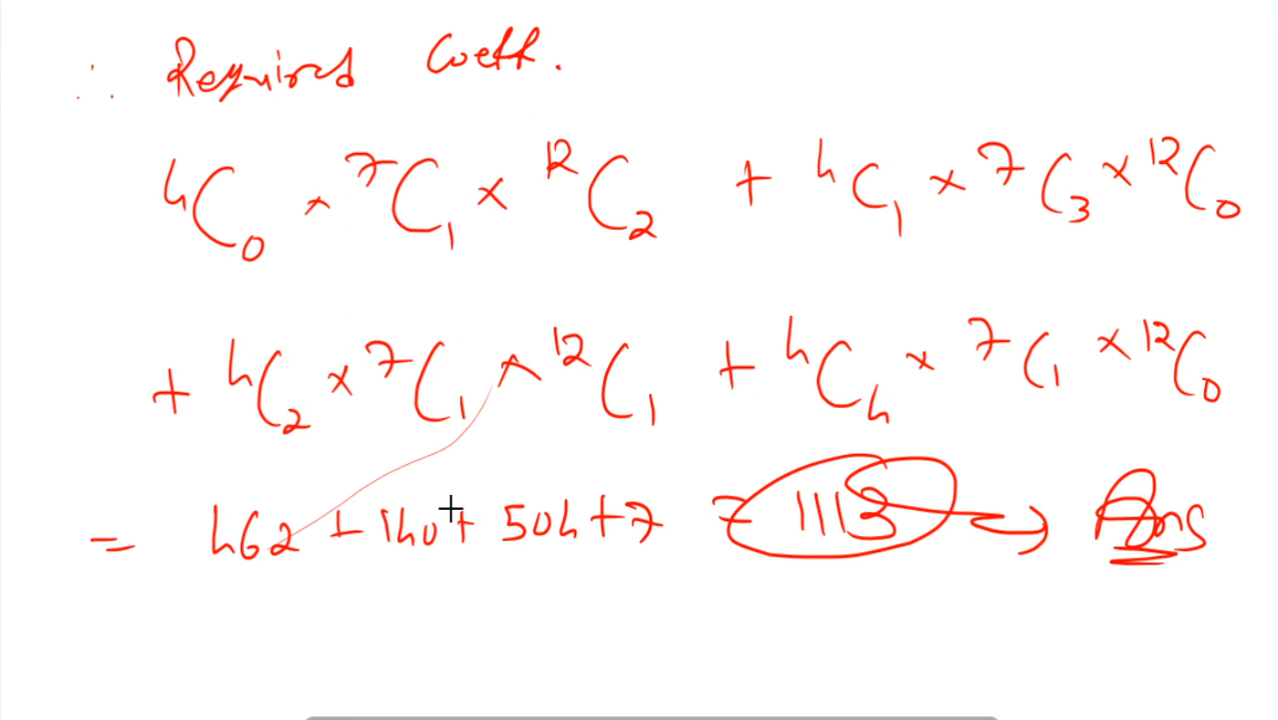 ∴ Required Coeff.
⁴C₀ × ⁷C₁ × ¹²C₂ + ⁴C₁ × ⁷C₃ × ¹²C₀
+ ⁴C₂ × ⁷C₁ × ¹²C₁ + ⁴C₄ × ⁷C₁ × ¹²C₀
= 462 + 140 + 504 + 7 = 1113 → Ans